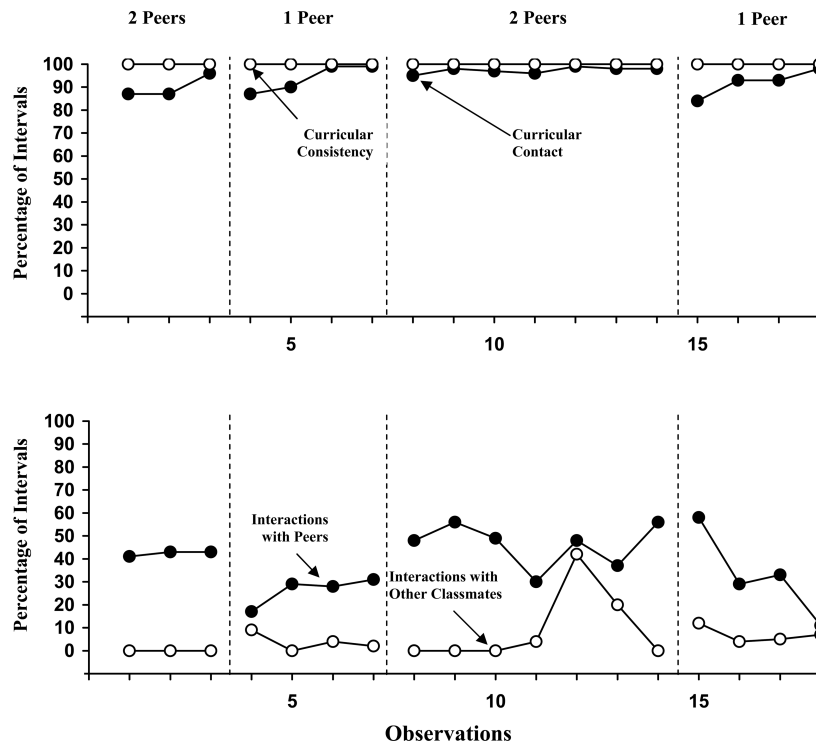 2 Peers 1 Peer 2 Peers 1 Peer
Percentage of Intervals
100
90
80
70
60
50
40
30
20
10
0
Curricular
Consistency
Curricular
Contact
5 10 15
Percentage of Intervals
100
90
80
70
60
50
40
30
20
10
0
Interactions
with Peers
Interactions with
Other Classmates
5 10 15
Observations